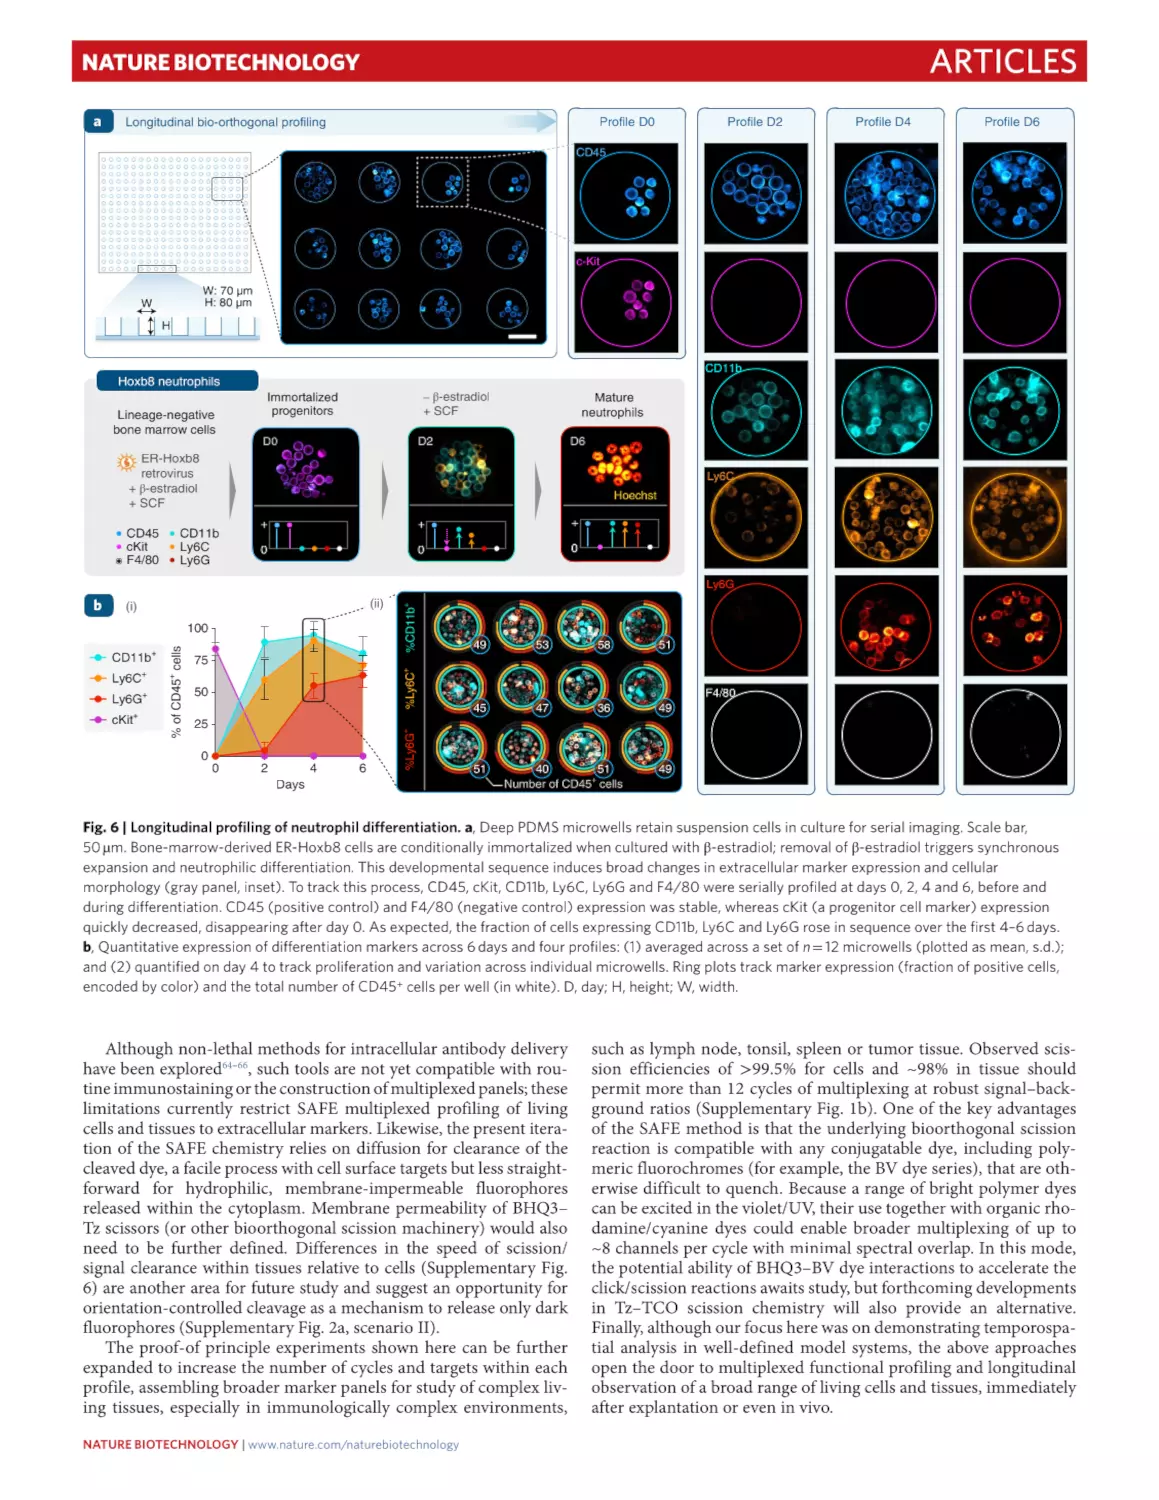 NATURE BIOTECHNOLOGY
ARTICLES
a
Longitudinal bio-orthogonal profiling
W: 70 µm
H: 80 µm
W
H
Profile D0
Profile D2
Profile D4
Profile D6
CD45
c-Kit
CD11b
Ly6C
Ly6G
F4/80
Hoxb8 neutrophils
Lineage-negative
bone marrow cells
ER-Hoxb8
retrovirus
+ β-estradiol
+ SCF
CD45
CD11b
cKit
Ly6C
F4/80
Ly6G
Immortalized
progenitors
D0
+
0
– β-estradiol
+ SCF
D2
+
0
Mature
neutrophils
D6
Hoechst
+
0
b
(i)
(ii)
CD11b⁺
Ly6C⁺
Ly6G⁺
cKit⁺
% of CD45⁺ cells
100
75
50
25
0
0 2 4 6
Days
%CD11b⁺
%Ly6C⁺
%Ly6G⁺
49 53 58 51
45 47 36 49
51 40 51 49
Number of CD45⁺ cells
Fig. 6 | Longitudinal profiling of neutrophil differentiation. a, Deep PDMS microwells retain suspension cells in culture for serial imaging. Scale bar,
50 µm. Bone-marrow-derived ER-Hoxb8 cells are conditionally immortalized when cultured with β-estradiol; removal of β-estradiol triggers synchronous
expansion and neutrophilic differentiation. This developmental sequence induces broad changes in extracellular marker expression and cellular
morphology (gray panel, inset). To track this process, CD45, cKit, CD11b, Ly6C, Ly6G and F4/80 were serially profiled at days 0, 2, 4 and 6, before and
during differentiation. CD45 (positive control) and F4/80 (negative control) expression was stable, whereas cKit (a progenitor cell marker) expression
quickly decreased, disappearing after day 0. As expected, the fraction of cells expressing CD11b, Ly6C and Ly6G rose in sequence over the first 4–6 days.
b, Quantitative expression of differentiation markers across 6 days and four profiles: (1) averaged across a set of n = 12 microwells (plotted as mean, s.d.);
and (2) quantified on day 4 to track proliferation and variation across individual microwells. Ring plots track marker expression (fraction of positive cells,
encoded by color) and the total number of CD45⁺ cells per well (in white). D, day; H, height; W, width.
Although non-lethal methods for intracellular antibody delivery
have been explored⁶⁴⁻⁶⁶, such tools are not yet compatible with rou-
tine immunostaining or the construction of multiplexed panels; these
limitations currently restrict SAFE multiplexed profiling of living
cells and tissues to extracellular markers. Likewise, the present itera-
tion of the SAFE chemistry relies on diffusion for clearance of the
cleaved dye, a facile process with cell surface targets but less straight-
forward for hydrophilic, membrane-impermeable fluorophores
released within the cytoplasm. Membrane permeability of BHQ3–
Tz scissors (or other bioorthogonal scission machinery) would also
need to be further defined. Differences in the speed of scission/
signal clearance within tissues relative to cells (Supplementary Fig.
6) are another area for future study and suggest an opportunity for
orientation-controlled cleavage as a mechanism to release only dark
fluorophores (Supplementary Fig. 2a, scenario II).
The proof-of principle experiments shown here can be further
expanded to increase the number of cycles and targets within each
profile, assembling broader marker panels for study of complex liv-
ing tissues, especially in immunologically complex environments,
such as lymph node, tonsil, spleen or tumor tissue. Observed scis-
sion efficiencies of >99.5% for cells and ~98% in tissue should
permit more than 12 cycles of multiplexing at robust signal–back-
ground ratios (Supplementary Fig. 1b). One of the key advantages
of the SAFE method is that the underlying bioorthogonal scission
reaction is compatible with any conjugatable dye, including poly-
meric fluorochromes (for example, the BV dye series), that are oth-
erwise difficult to quench. Because a range of bright polymer dyes
can be excited in the violet/UV, their use together with organic rho-
damine/cyanine dyes could enable broader multiplexing of up to
~8 channels per cycle with minimal spectral overlap. In this mode,
the potential ability of BHQ3–BV dye interactions to accelerate the
click/scission reactions awaits study, but forthcoming developments
in Tz–TCO scission chemistry will also provide an alternative.
Finally, although our focus here was on demonstrating temporospa-
tial analysis in well-defined model systems, the above approaches
open the door to multiplexed functional profiling and longitudinal
observation of a broad range of living cells and tissues, immediately
after explantation or even in vivo.
NATURE BIOTECHNOLOGY | www.nature.com/naturebiotechnology